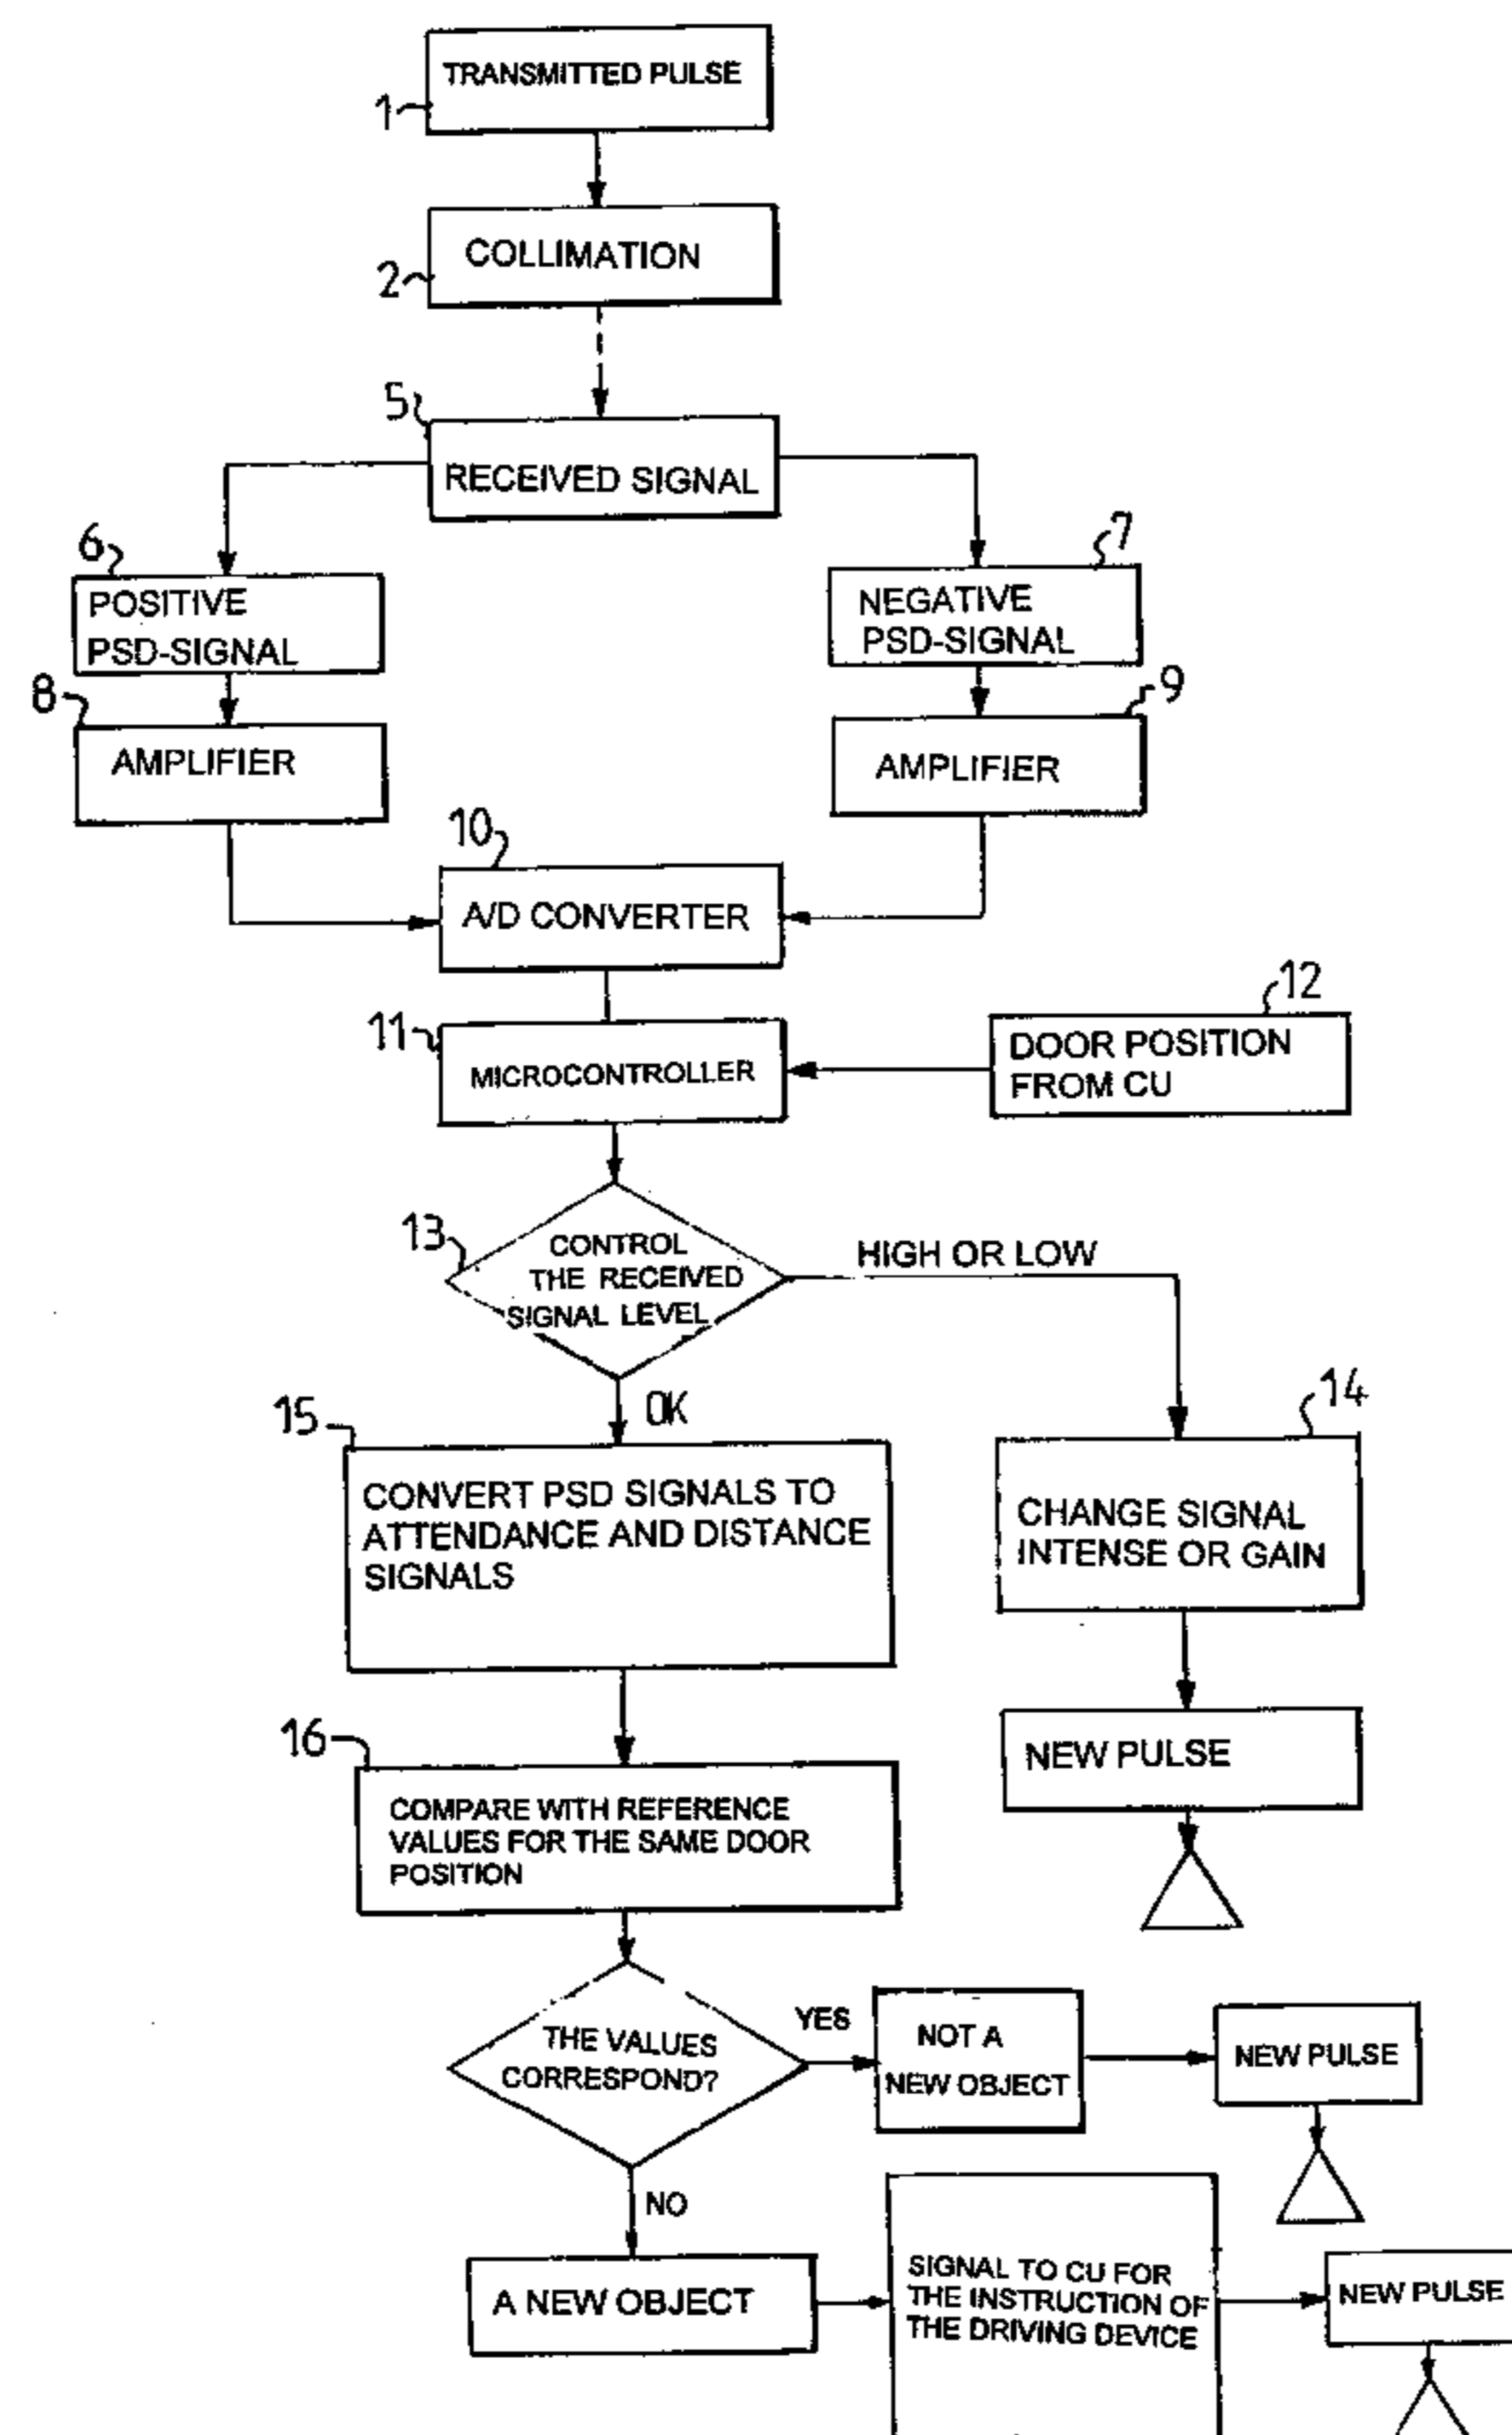 TRANSMITTED PULSE
1
COLLIMATION
2
5
RECEIVED SIGNAL
6
POSITIVE
PSD-SIGNAL
7
NEGATIVE
PSD-SIGNAL
8
AMPLIFIER
9
AMPLIFIER
10
A/D CONVERTER
11
MICROCONTROLLER
12
DOOR POSITION
FROM CU
13
CONTROL
THE RECEIVED
SIGNAL LEVEL
HIGH OR LOW
OK
14
CHANGE SIGNAL
INTENSE OR GAIN
15
CONVERT PSD SIGNALS TO
ATTENDANCE AND DISTANCE
SIGNALS
NEW PULSE
16
COMPARE WITH REFERENCE
VALUES FOR THE SAME DOOR
POSITION
THE VALUES
CORRESPOND?
YES
NOT A
NEW OBJECT
NEW PULSE
NO
A NEW OBJECT
SIGNAL TO CU FOR
THE INSTRUCTION OF
THE DRIVING DEVICE
NEW PULSE